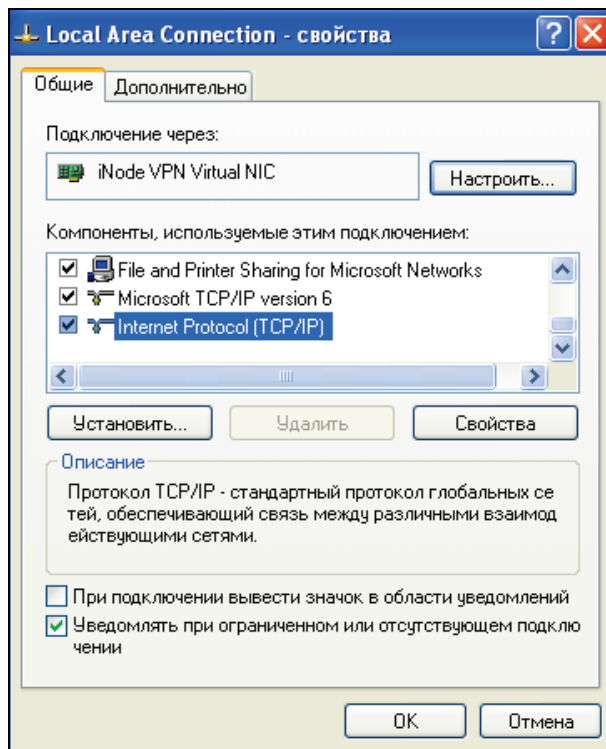 Local Area Connection - свойства
Общие
Дополнительно
Подключение через:
iNode VPN Virtual NIC
Настроить...
Компоненты, используемые этим подключением:
File and Printer Sharing for Microsoft Networks
Microsoft TCP/IP version 6
Internet Protocol (TCP/IP)
Установить...
Удалить
Свойства
Описание
Протокол TCP/IP - стандартный протокол глобальных се
тей, обеспечивающий связь между различными взаимод
ействующими сетями.
При подключении вывести значок в области уведомлений
Уведомлять при ограниченном или отсутствующем подклю
чении
OK
Отмена